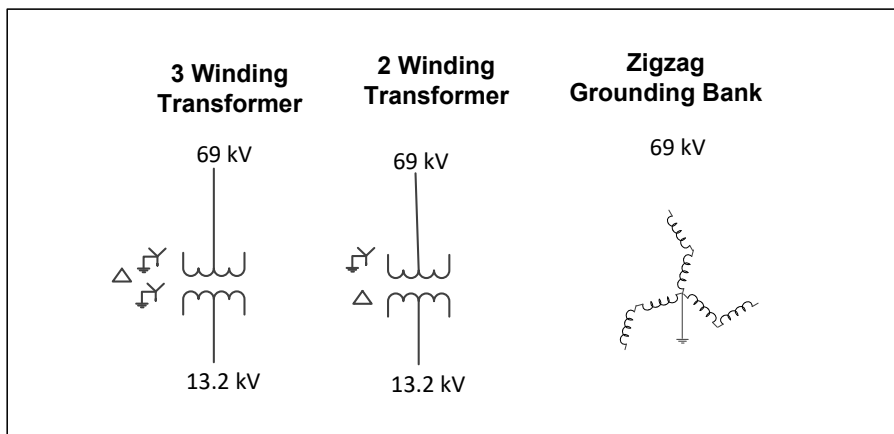 3 Winding
Transformer
69 kV
13.2 kV
2 Winding
Transformer
69 kV
13.2 kV
Zigzag
Grounding Bank
69 kV